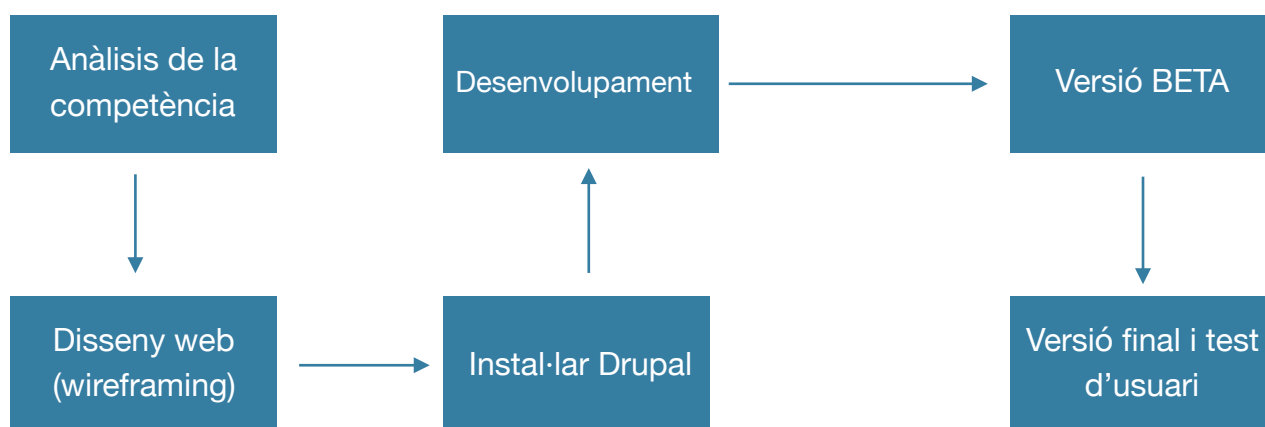 Anàlisis de la
competència
Disseny web
(wireframing)
Instal·lar Drupal
Desenvolupament
Versió BETA
Versió final i test
d’usuari